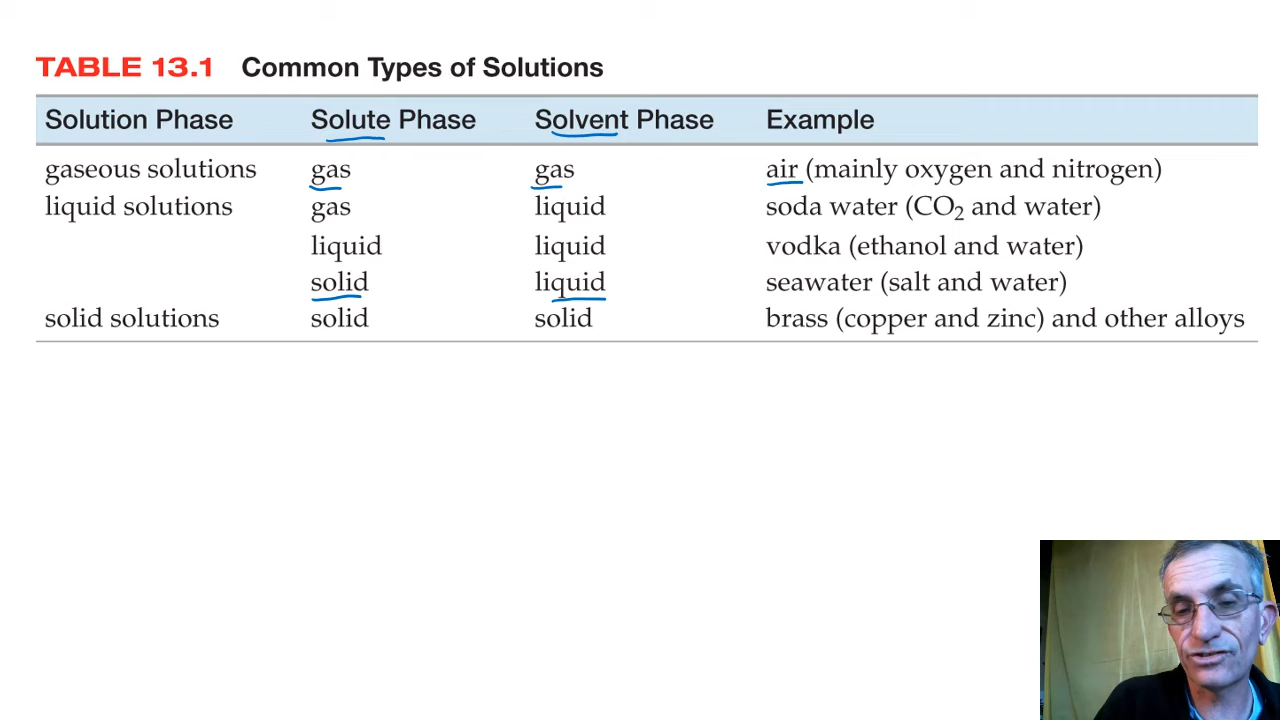 TABLE 13.1 Common Types of Solutions
Solution Phase Solute Phase Solvent Phase Example
gaseous solutions gas gas air (mainly oxygen and nitrogen)
liquid solutions gas liquid soda water (CO₂ and water)
liquid liquid vodka (ethanol and water)
solid liquid seawater (salt and water)
solid solutions solid solid brass (copper and zinc) and other alloys